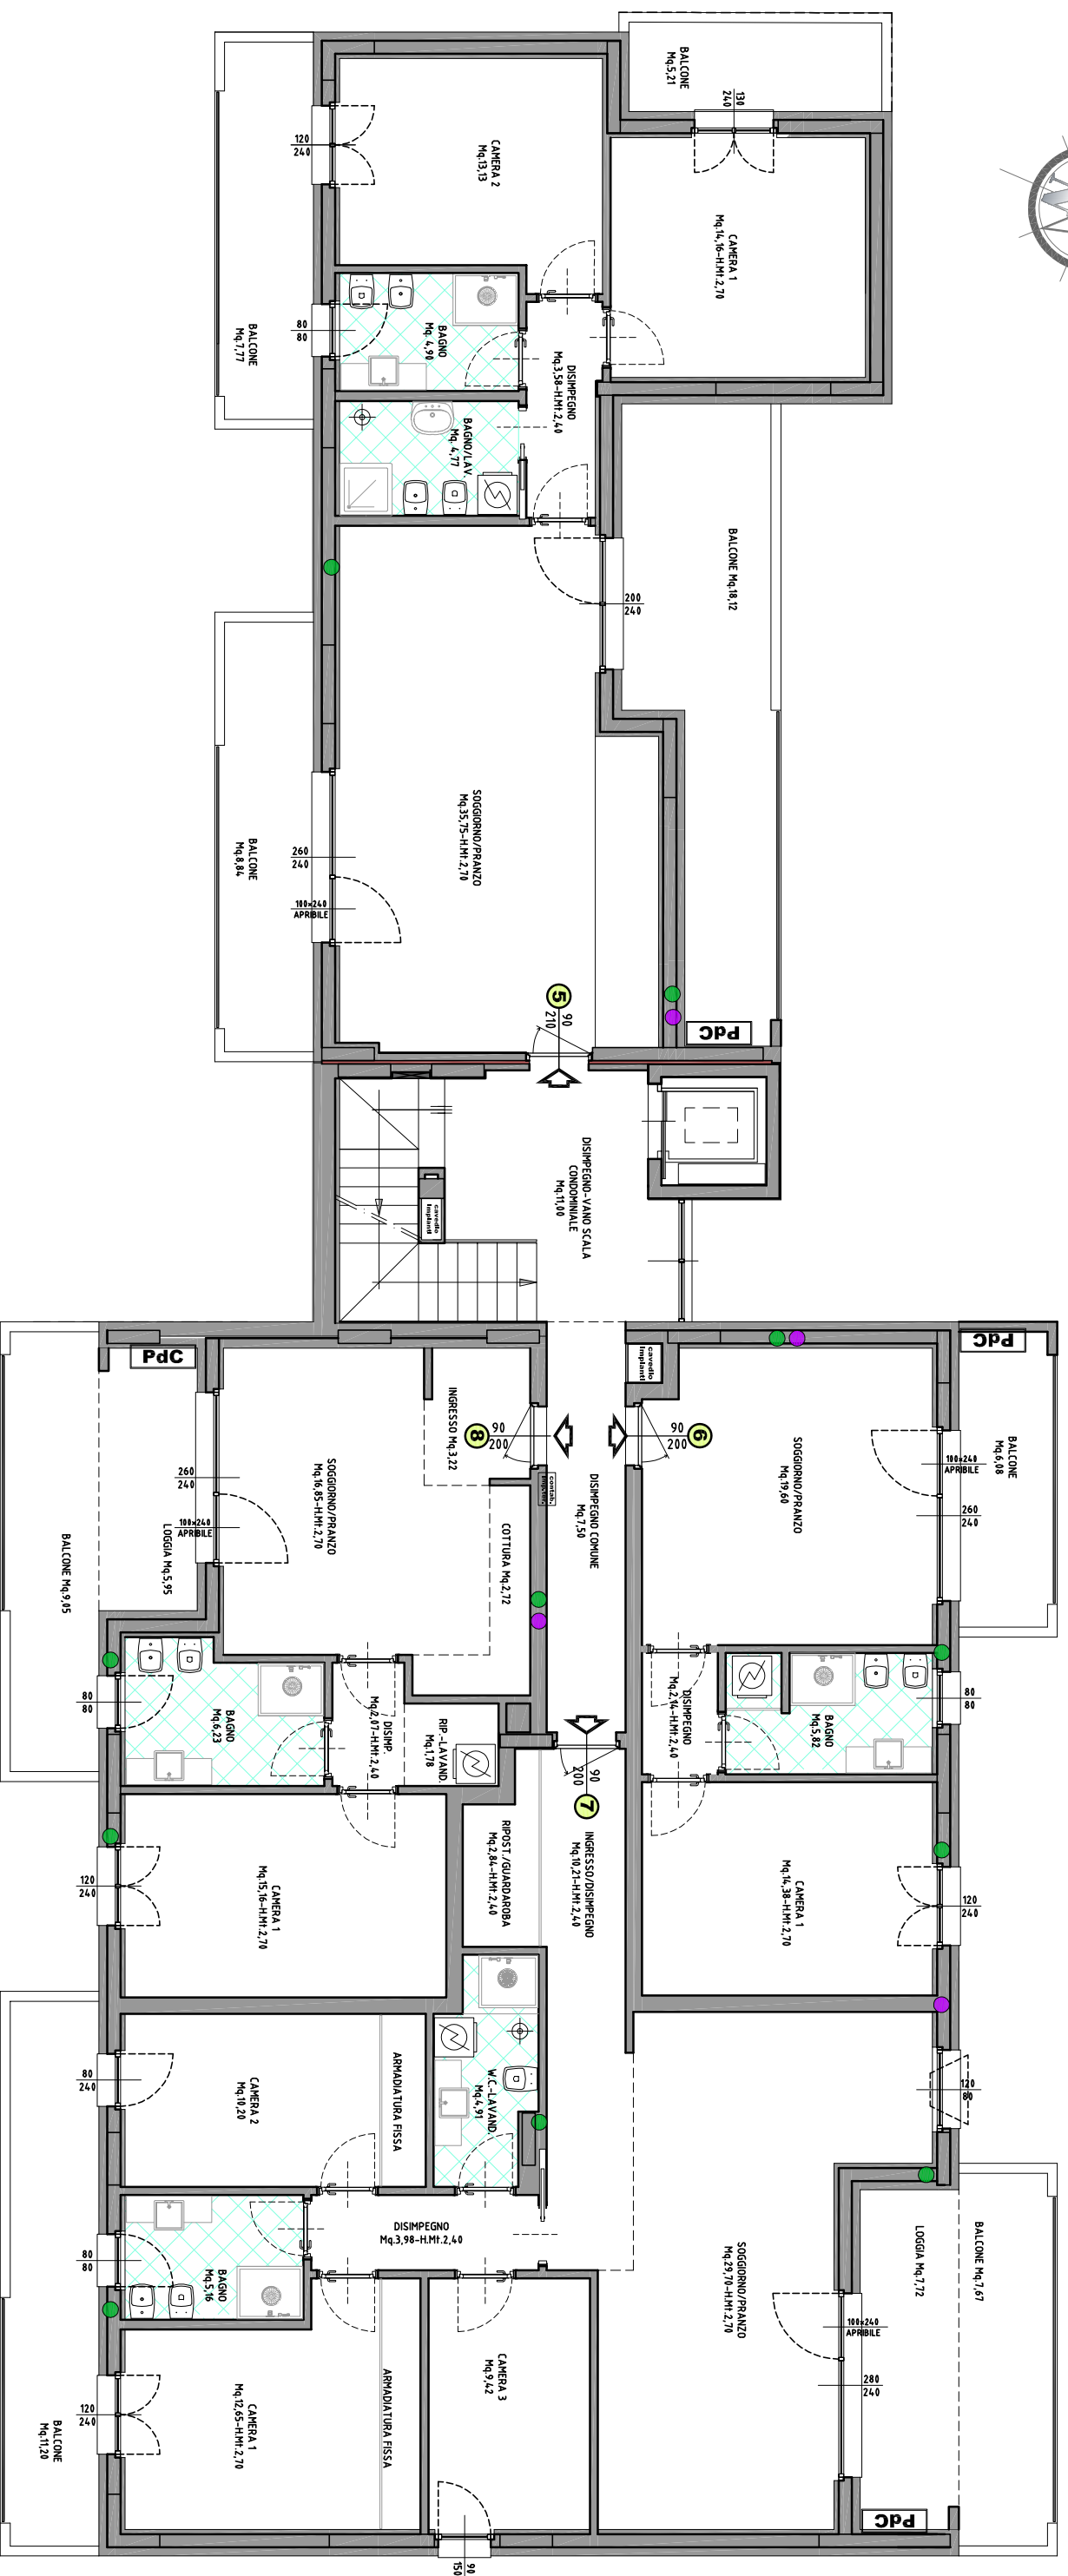 BALCONE
Mq.5,21
130
240
CAMERA 1
Mq.14,16-H.Mt.2,70
CAMERA 2
Mq.13,13
120
240
BALCONE
Mq.7,77
80
80
BAGNO
Mq. 4,90
DISIMPEGNO
Mq.3,58-H.Mt.2,40
BAGNO/LAV.
Mq. 4,77
BALCONE Mq.18,12
200
240
SOGGIORNO/PRANZO
Mq.35,75-H.Mt.2,70
BALCONE
Mq.8,84
260
240
100x240
APRIBILE
5
90
210
PdC
DISIMPEGNO-VANO SCALA
CONDOMINIALE
Mq.11,00
cavedio
Impianti
PdC
cavedio
Impianti
PdC
INGRESSO Mq.3,22
8
90
200
6
90
200
SOGGIORNO/PRANZO
Mq.19,60
BALCONE
Mq.6,08
100x240
APRIBILE
260
240
DISIMPEGNO COMUNE
Mq.7,50
contab.
COTTURA Mq.2,72
SOGGIORNO/PRANZO
Mq.16,85-H.Mt.2,70
260
240
100x240
APRIBILE
LOGGIA Mq.5,95
BALCONE Mq.9,05
80
80
BAGNO
Mq.6,23
DISIMP.
Mq.2,07-H.Mt.2,40
RIP.-LAVAND.
Mq.1,78
DISIMPEGNO
Mq.2,14-H.Mt.2,40
BAGNO
Mq.5,82
80
80
90
200
7
INGRESSO/DISIMPEGNO
Mq.10,21-H.Mt.2,40
RIPOST./GUARDAROBA
Mq.2,84-H.Mt.2,40
CAMERA 1
Mq.14,38-H.Mt.2,70
120
240
CAMERA 1
Mq.15,16-H.Mt.2,70
120
240
CAMERA 2
Mq.10,20
80
240
ARMADIATURA FISSA
W.C.-LAVAND.
Mq.4,91
120
80
DISIMPEGNO
Mq.3,98-H.Mt.2,40
BAGNO
Mq.5,16
80
80
SOGGIORNO/PRANZO
Mq.29,70-H.Mt.2,70
LOGGIA Mq.7,72
BALCONE Mq.7,67
100x240
APRIBILE
280
240
CAMERA 3
Mq.9,42
ARMADIATURA FISSA
CAMERA 1
Mq.12,65-H.Mt.2,70
120
240
BALCONE
Mq.11,20
PdC
90
150